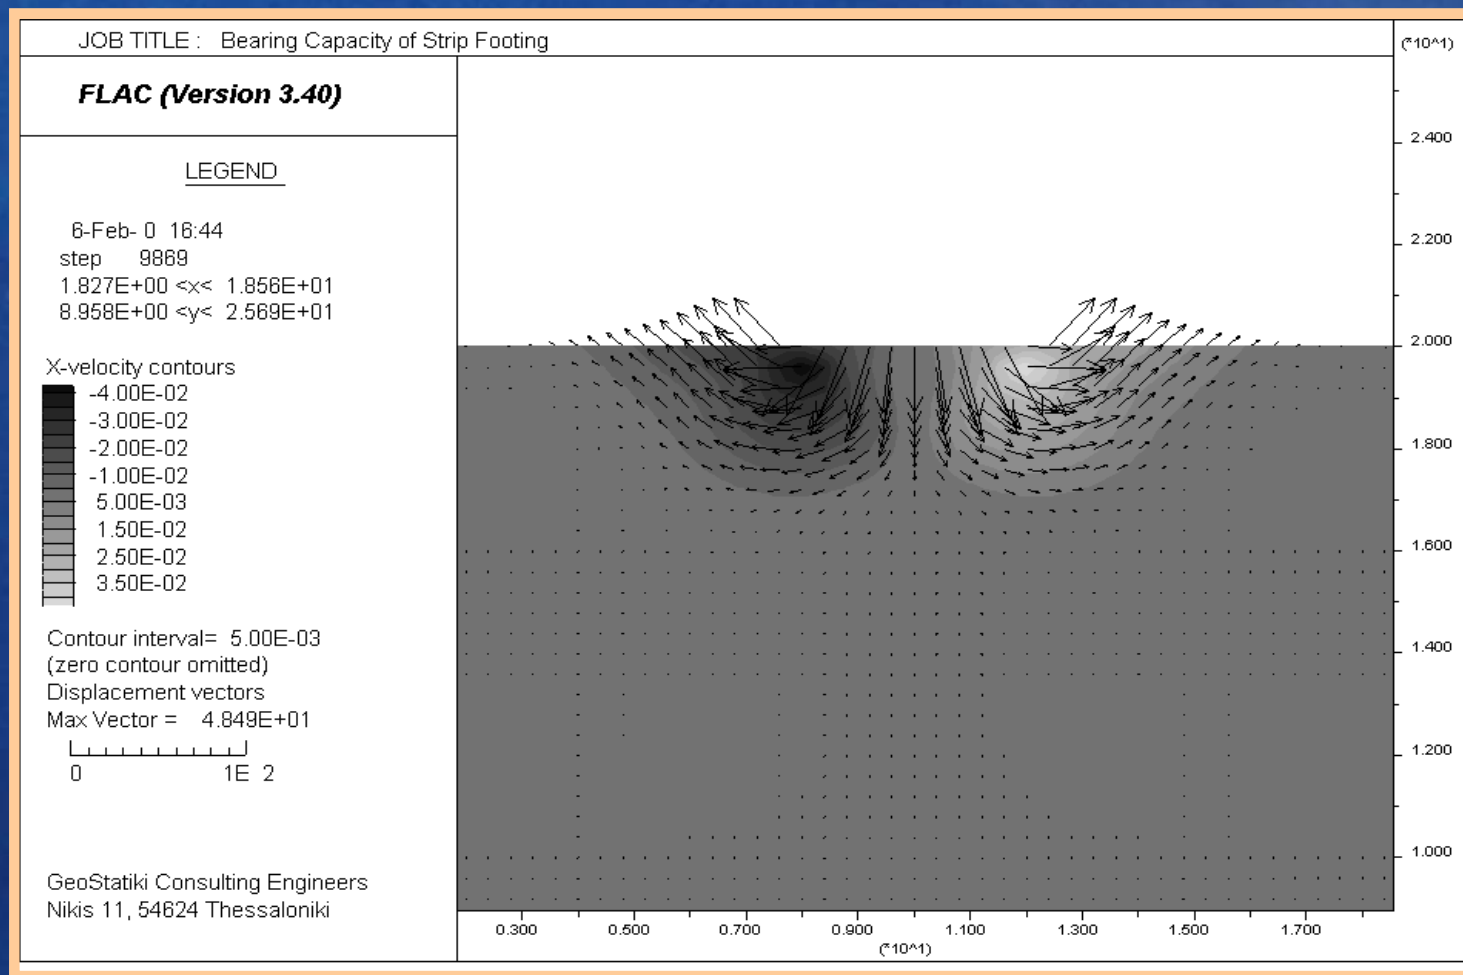 JOB TITLE : Bearing Capacity of Strip Footing
(*10^1)
FLAC (Version 3.40)
LEGEND
6-Feb- 0 16:44
step 9869
1.827E+00 <x< 1.856E+01
8.958E+00 <y< 2.569E+01
X-velocity contours
-4.00E-02
-3.00E-02
-2.00E-02
-1.00E-02
5.00E-03
1.50E-02
2.50E-02
3.50E-02
Contour interval= 5.00E-03
(zero contour omitted)
Displacement vectors
Max Vector = 4.849E+01
0 1E 2
GeoStatiki Consulting Engineers
Nikis 11, 54624 Thessaloniki
2.400
2.200
2.000
1.800
1.600
1.400
1.200
1.000
0.300 0.500 0.700 0.900 1.100 1.300 1.500 1.700
(*10^1)